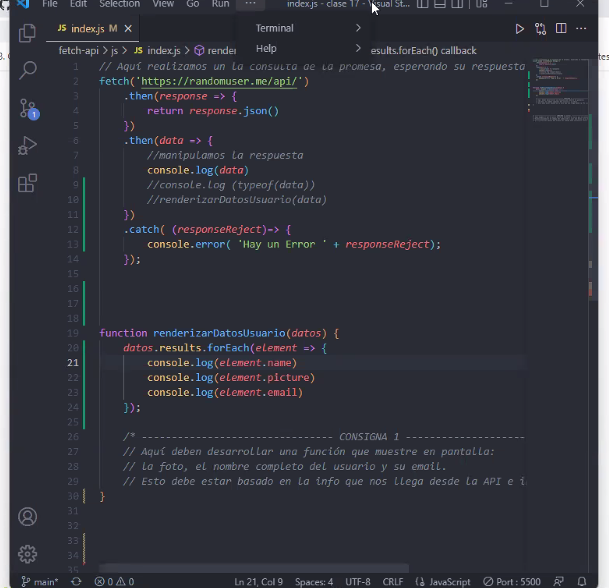 File Edit Selection View Go Run ... index.js - clase 17 - Visual St...
JS index.js M
Terminal
Help
fetch-api > js > JS index.js > results.forEach() callback
1 // Aquí realizamos un la consulta de la promesa, esperando su respuesta
2 fetch('https://randomuser.me/api/')
3 .then(response => {
4 return response.json()
5 })
6 .then(data => {
7 //manipulamos la respuesta
8 console.log(data)
9 //console.log (typeof(data))
10 //renderizarDatosUsuario(data)
11 })
12 .catch( (responseReject)=> {
13 console.error( 'Hay un Error ' + responseReject);
14 });
15
16
17
18
19 function renderizarDatosUsuario(datos) {
20 datos.results.forEach(element => {
21 console.log(element.name)
22 console.log(element.picture)
23 console.log(element.email)
24 });
25
26 /* -------------------------------- CONSIGNA 1 --------------------
27 // Aquí deben desarrollar una función que muestre en pantalla:
28 // la foto, el nombre completo del usuario y su email.
29 // Esto debe estar basado en la info que nos llega desde la API e i
30 }
31
32
33
34
35
1
main* 0 0 Ln 21, Col 9 Spaces: 4 UTF-8 CRLF JavaScript Port : 5500